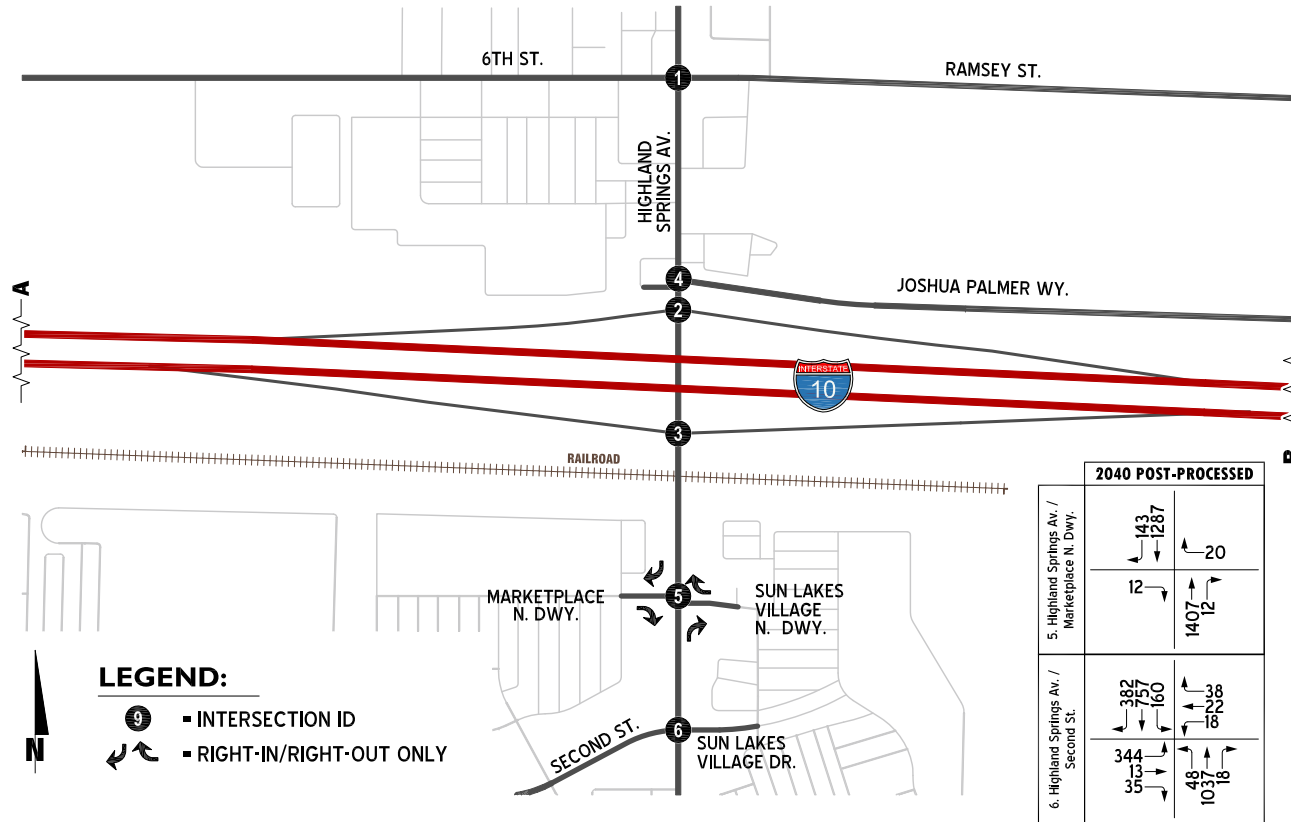 6TH ST.
RAMSEY ST.
1
HIGHLAND
SPRINGS AV.
4
JOSHUA PALMER WY.
A
2
INTERSTATE
10
3
RAILROAD
2040 POST-PROCESSED
5. Highland Springs Av. /
Marketplace N. Dwy.
143
1287
20
12
1407
12
MARKETPLACE
N. DWY.
5
SUN LAKES
VILLAGE
N. DWY.
6. Highland Springs Av. /
Second St.
382
757
160
38
22
18
344
13
35
48
1037
18
LEGEND:
9 = INTERSECTION ID
= RIGHT-IN/RIGHT-OUT ONLY
N
SECOND ST.
6
SUN LAKES
VILLAGE DR.